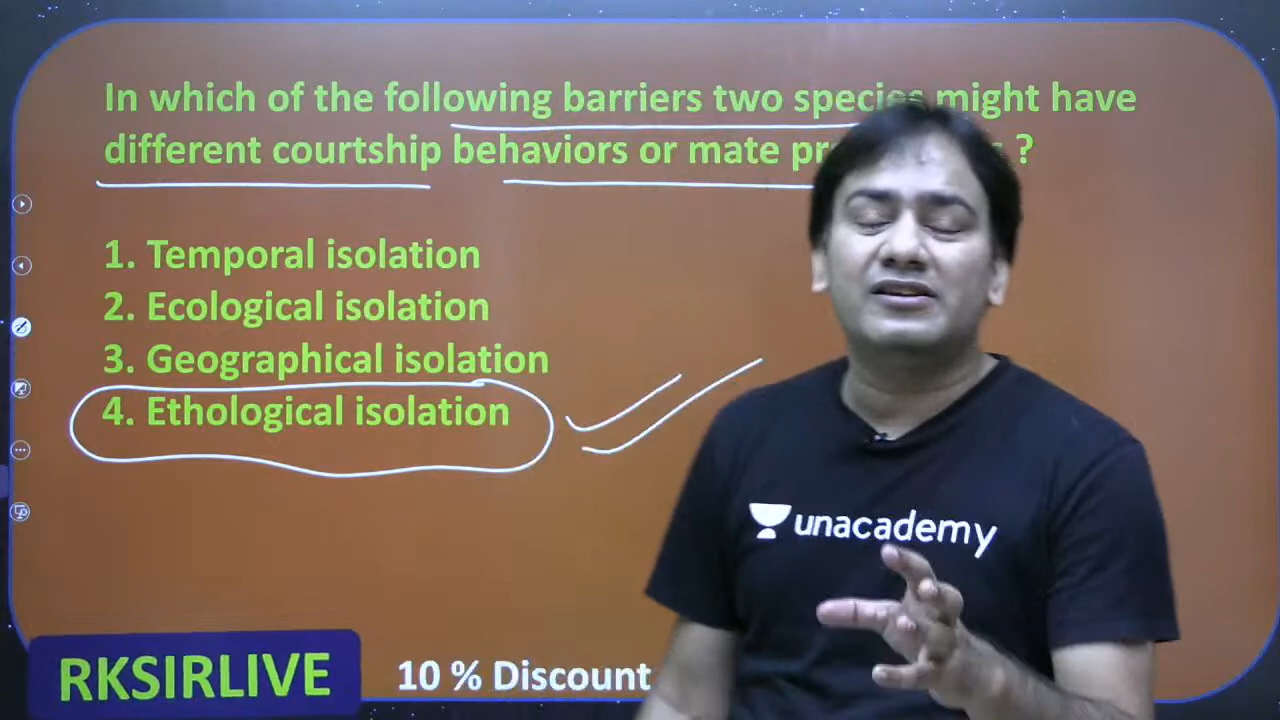 In which of the following barriers two species might have
different courtship behaviors or mate ?
1. Temporal isolation
2. Ecological isolation
3. Geographical isolation
4. Ethological isolation
unacademy
RKSIRLIVE
10 % Discount